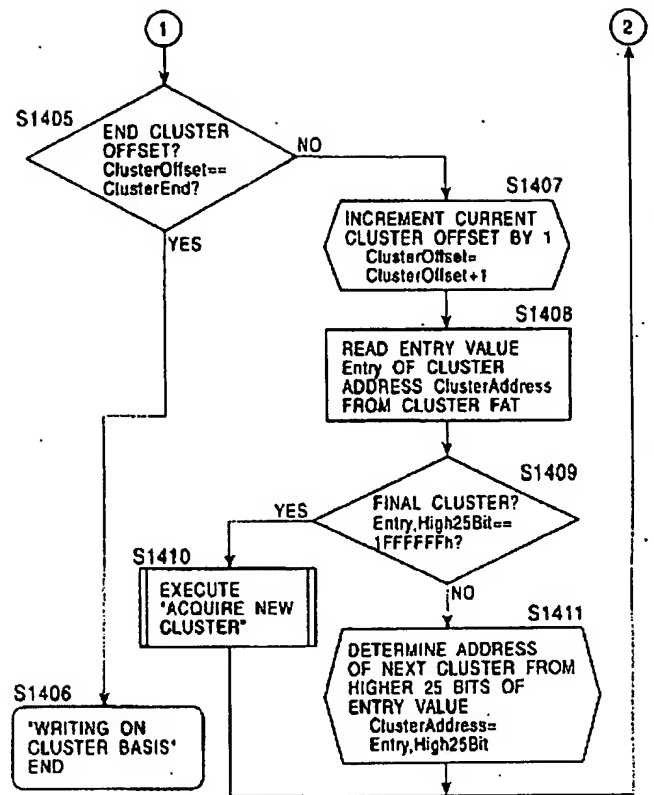 1
2
S1405
END CLUSTER
OFFSET?
ClusterOffset==
ClusterEnd?
NO
YES
S1407
INCREMENT CURRENT
CLUSTER OFFSET BY 1
ClusterOffset=
ClusterOffset+1
S1408
READ ENTRY VALUE
Entry OF CLUSTER
ADDRESS ClusterAddress
FROM CLUSTER FAT
S1409
FINAL CLUSTER?
Entry,High25Bit==
1FFFFFFh?
YES
NO
S1410
EXECUTE
"ACQUIRE NEW
CLUSTER"
S1411
DETERMINE ADDRESS
OF NEXT CLUSTER FROM
HIGHER 25 BITS OF
ENTRY VALUE
ClusterAddress=
Entry,High25Bit
S1406
"WRITING ON
CLUSTER BASIS"
END